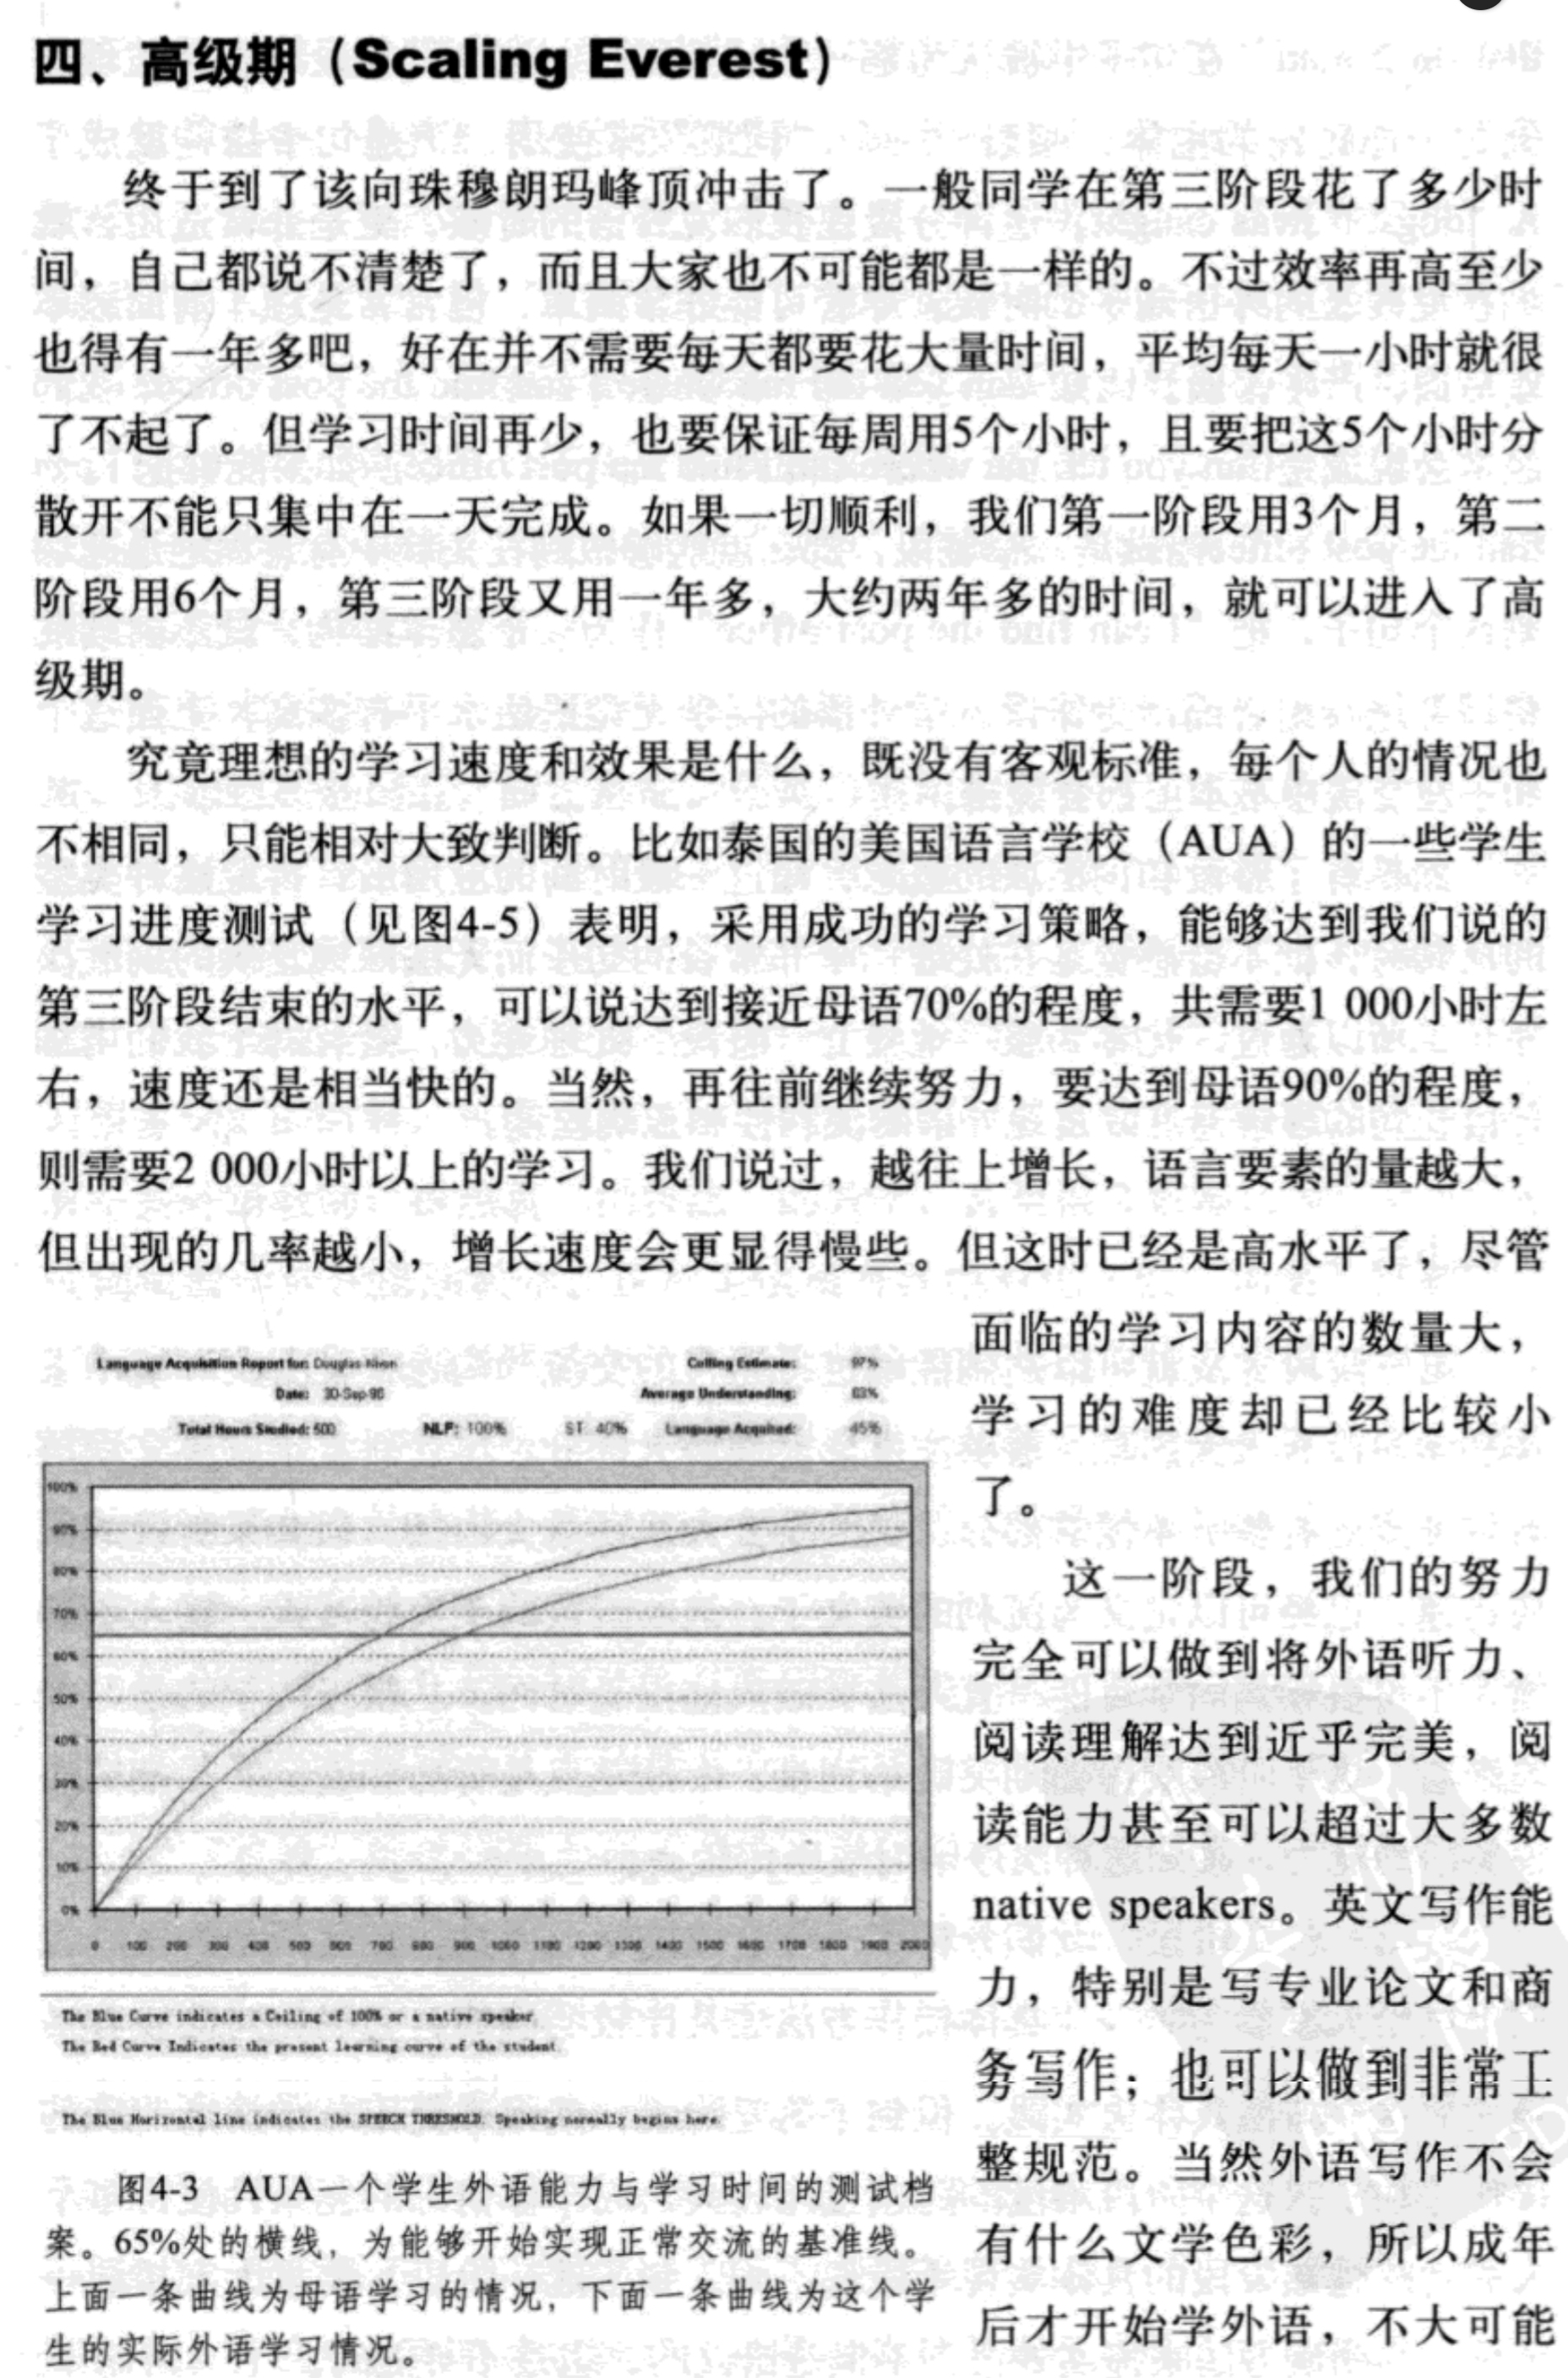 四、高级期（Scaling Everest）
终于到了该向珠穆朗玛峰顶冲击了。一般同学在第三阶段花了多少时
间，自己都说不清楚了，而且大家也不可能都是一样的。不过效率再高至少
也得有一年多吧，好在并不需要每天都要花大量时间，平均每天一小时就很
了不起了。但学习时间再少，也要保证每周用5个小时，且要把这5个小时分
散开不能只集中在一天完成。如果一切顺利，我们第一阶段用3个月，第二
阶段用6个月，第三阶段又用一年多，大约两年多的时间，就可以进入了高
级期。
究竟理想的学习速度和效果是什么，既没有客观标准，每个人的情况也
不相同，只能相对大致判断。比如泰国的美国语言学校（AUA）的一些学生
学习进度测试（见图4-5）表明，采用成功的学习策略，能够达到我们说的
第三阶段结束的水平，可以说达到接近母语70%的程度，共需要1 000小时左
右，速度还是相当快的。当然，再往前继续努力，要达到母语90%的程度，
则需要2 000小时以上的学习。我们说过，越往上增长，语言要素的量越大，
但出现的几率越小，增长速度会更显得慢些。但这时已经是高水平了，尽管
面临的学习内容的数量大，
学习的难度却已经比较小
了。
这一阶段，我们的努力
完全可以做到将外语听力、
阅读理解达到近乎完美，阅
读能力甚至可以超过大多数
native speakers。英文写作能
力，特别是写专业论文和商
务写作；也可以做到非常工
整规范。当然外语写作不会
有什么文学色彩，所以成年
后才开始学外语，不大可能
Language Acquisition Report for: Douglas
Ceiling Estimate: 97%
Date: 30-Sep-98
Average Understanding: 83%
Total Hours Studied: 500 NLF: 100% ST 40% Language Acquired: 45%
100%
90%
80%
70%
60%
50%
40%
30%
20%
10%
0%
0 100 200 300 400 500 600 700 800 900 1000 1100 1200 1300 1400 1500 1600 1700 1800 1900 2000
The Blue Curve indicates a Ceiling of 100% or a native speaker.
The Red Curve Indicates the present learning curve of the student.
The Blue Horizontal line indicates the SPEECH THRESHOLD. Speaking normally begins here.
图4-3 AUA一个学生外语能力与学习时间的测试档
案。65%处的横线，为能够开始实现正常交流的基准线。
上面一条曲线为母语学习的情况，下面一条曲线为这个学
生的实际外语学习情况。